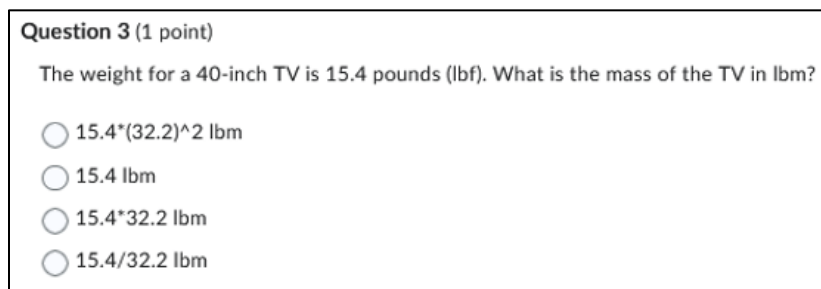 Question 3 (1 point)
The weight for a 40-inch TV is 15.4 pounds (lbf). What is the mass of the TV in lbm?
15.4*(32.2)^2 lbm
15.4 lbm
15.4*32.2 lbm
15.4/32.2 lbm